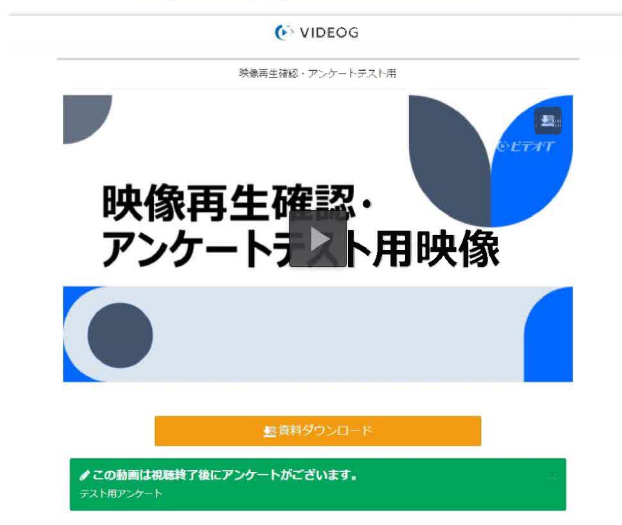 VIDEOG
映像再生確認・アンケートテスト用
ビデオT
映像再生確認・
アンケートテスト用映像
資料ダウンロード
この動画は視聴終了後にアンケートがございます。
テスト用アンケート